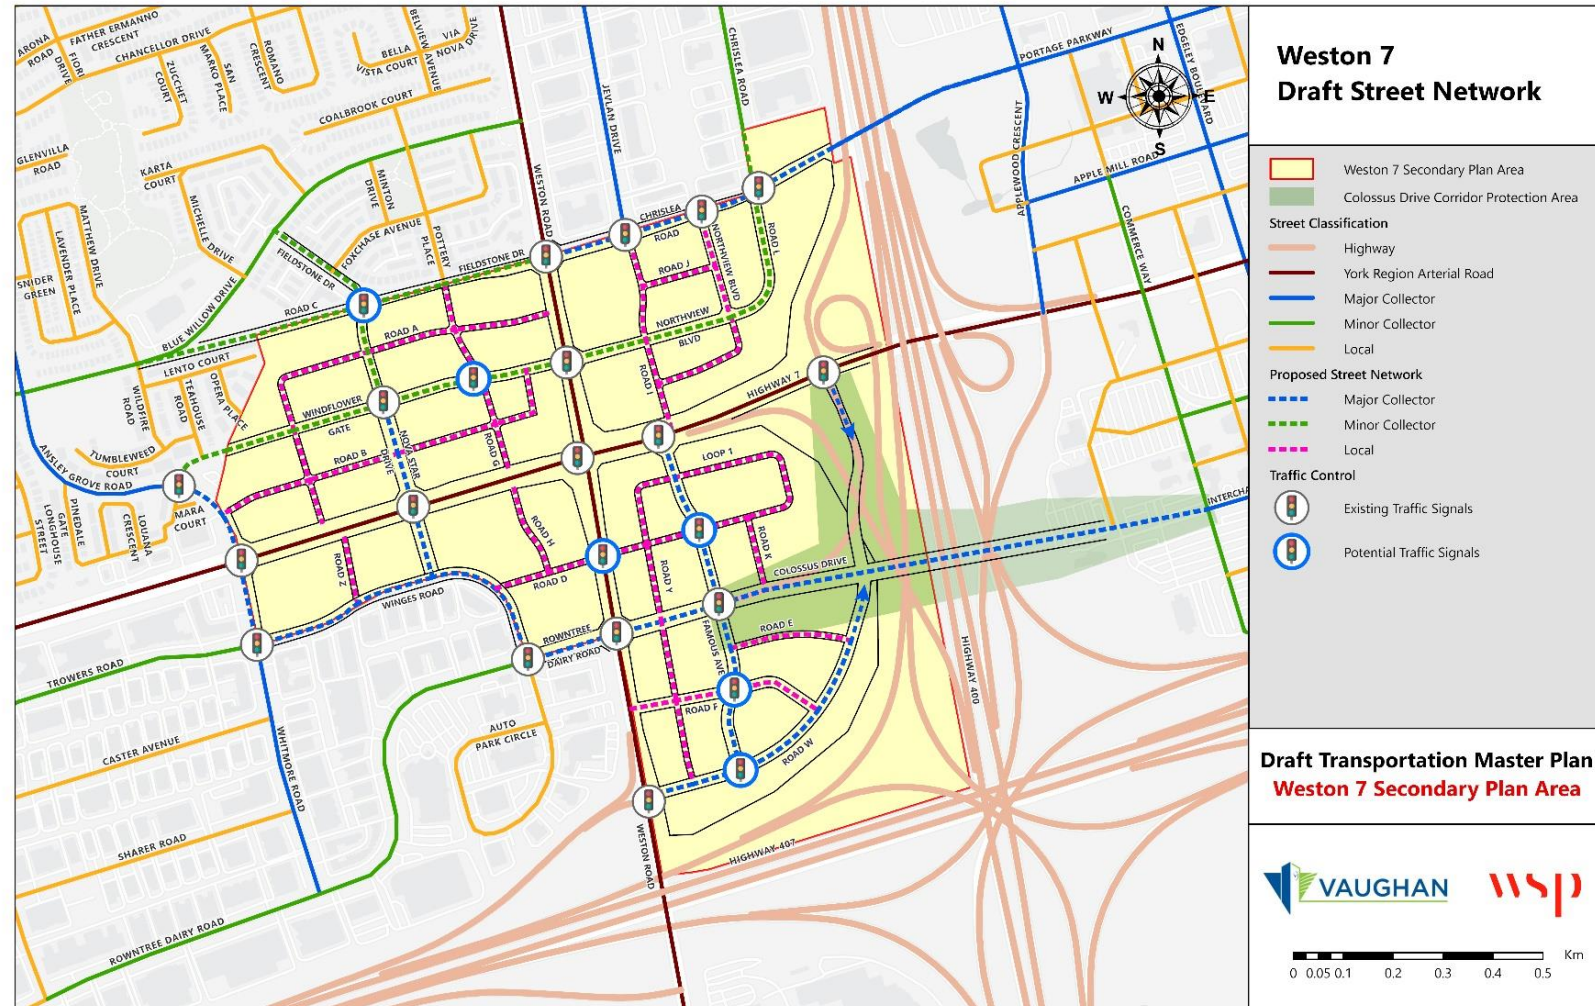 Weston 7
Draft Street Network
Weston 7 Secondary Plan Area
Colossus Drive Corridor Protection Area
Street Classification
Highway
York Region Arterial Road
Major Collector
Minor Collector
Local
Proposed Street Network
Major Collector
Minor Collector
Local
Traffic Control
Existing Traffic Signals
Potential Traffic Signals
Draft Transportation Master Plan
Weston 7 Secondary Plan Area
VAUGHAN
wsp
Km
0 0.05 0.1 0.2 0.3 0.4 0.5
N
W
E
S
ARONA
ROAD
FIORI
DRIVE
FATHER ERMANNO
CRESCENT
CHANCELLOR DRIVE
ZUCCHET
COURT
SAN
MARKO PLACE
ROMANO
CRESCENT
BELLA
VISTA COURT
BELVIEW AVENUE
VIA
NOVA DRIVE
COALBROOK COURT
GLENVILLA
ROAD
KARTA
COURT
MICHELLE DRIVE
MINTON
DRIVE
FOXCHASE AVENUE
POTTERY
PLACE
MATTHEW DRIVE
LAVENDER PLACE
SNIDER
GREEN
BLUE WILLOW DRIVE
FIELDSTONE DR
FIELDSTONE DR
ROAD C
WESTON ROAD
JEVLAN DRIVE
CHRISLEA ROAD
CHRISLEA
ROAD
NORTHVIEW BLVD
ROAD L
ROAD J
NORTHVIEW
BLVD
ROAD I
ROAD A
LENTO COURT
OPERA PLACE
TEAHOUSE
ROAD
WILDFIRE
ROAD
TUMBLEWEED
COURT
WINDFLOWER
GATE
ROAD B
NOVA STAR
DRIVE
ROAD G
HIGHWAY 7
ANSLEY GROVE ROAD
MARA
COURT
LOUANA
CRESCENT
PINEDALE
GATE
LONGHOUSE
STREET
ROAD Z
WINGES ROAD
ROAD H
ROAD D
LOOP 1
ROAD K
ROAD Y
COLOSSUS DRIVE
ROWNTREE
DAIRY ROAD
FAMOUS AVE
ROAD E
ROAD F
ROAD W
TROWERS ROAD
WHITMORE ROAD
CASTER AVENUE
SHARER ROAD
ROWNTREE DAIRY ROAD
AUTO
PARK CIRCLE
WESTON ROAD
HIGHWAY 407
HIGHWAY 400
PORTAGE PARKWAY
EDGELEY BOULEVARD
APPLEWOOD CRESCENT
APPLE MILL ROAD
COMMERCE WAY
INTERCHA